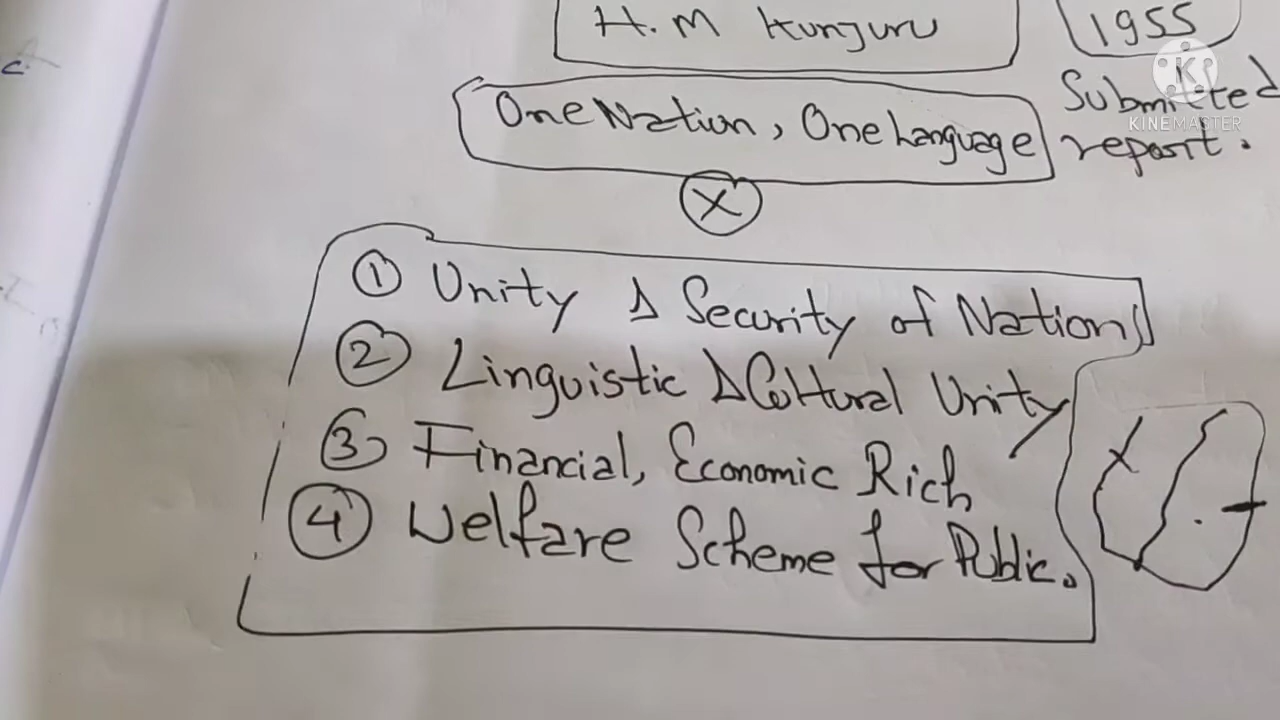 H.M Kunjuru
1955
Submitted
report.
KINEMASTER
One Nation, One Language
X
1 Unity & Security of Nation
2 Linguistic & Cultural Unity
3 Financial, Economic Rich
4 Welfare Scheme for Public.